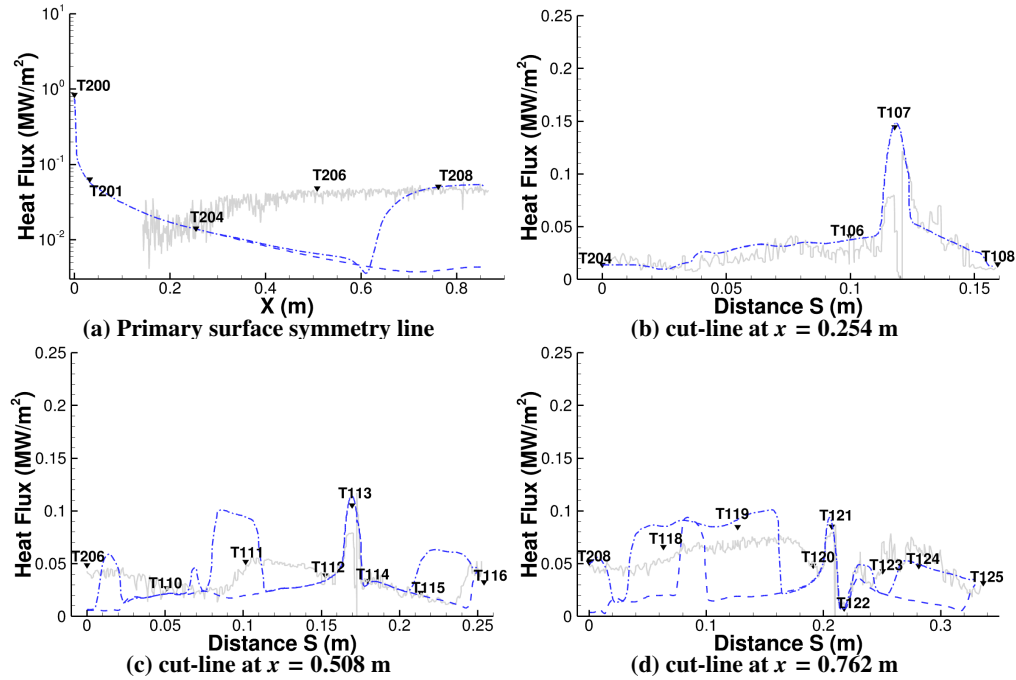 10^1
10^0
10^-1
10^-2
Heat Flux (MW/m²)
T200
T201
T204
T206
T208
0 0.2 0.4 0.6 0.8
X (m)
(a) Primary surface symmetry line
0.25
0.2
0.15
0.1
0.05
0
Heat Flux (MW/m²)
T204
T106
T107
T108
0 0.05 0.1 0.15
Distance S (m)
(b) cut-line at x = 0.254 m
0.25
0.2
0.15
0.1
0.05
0
Heat Flux (MW/m²)
T206
T110
T111
T112
T113
T114
T115
T116
0 0.05 0.1 0.15 0.2 0.25
Distance S (m)
(c) cut-line at x = 0.508 m
0.25
0.2
0.15
0.1
0.05
0
Heat Flux (MW/m²)
T208
T118
T119
T120
T121
T122
T123
T124
T125
0 0.1 0.2 0.3
Distance S (m)
(d) cut-line at x = 0.762 m